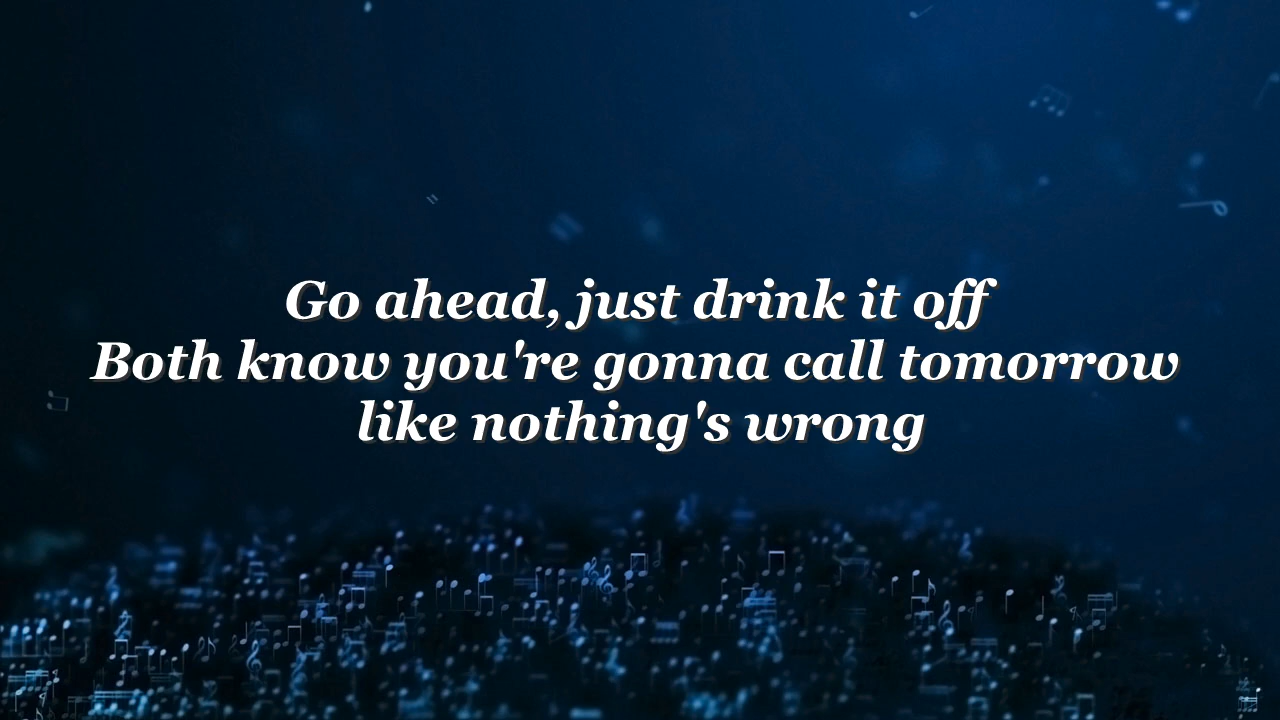 Go ahead, just drink it off
Both know you're gonna call tomorrow
like nothing's wrong